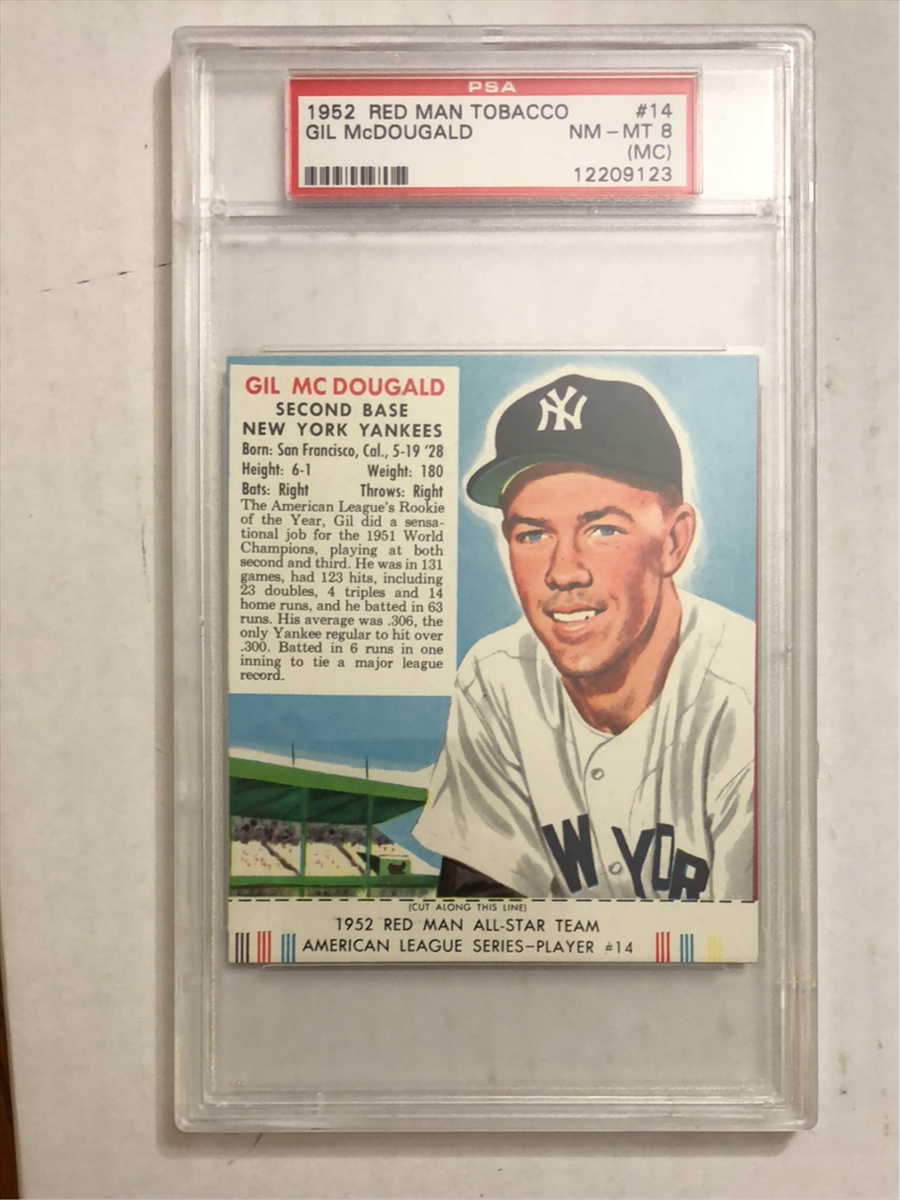 PSA
1952 RED MAN TOBACCO #14
GIL McDOUGALD NM - MT 8
(MC)
12209123
GIL MC DOUGALD
SECOND BASE
NEW YORK YANKEES
Born: San Francisco, Cal., 5-19 '28
Height: 6-1 Weight: 180
Bats: Right Throws: Right
The American League's Rookie
of the Year, Gil did a sensa-
tional job for the 1951 World
Champions, playing at both
second and third. He was in 131
games, had 123 hits, including
23 doubles, 4 triples and 14
home runs, and he batted in 63
runs. His average was .306, the
only Yankee regular to hit over
.300. Batted in 6 runs in one
inning to tie a major league
record.
NY
W YOR
(CUT ALONG THIS LINE)
1952 RED MAN ALL-STAR TEAM
AMERICAN LEAGUE SERIES–PLAYER #14